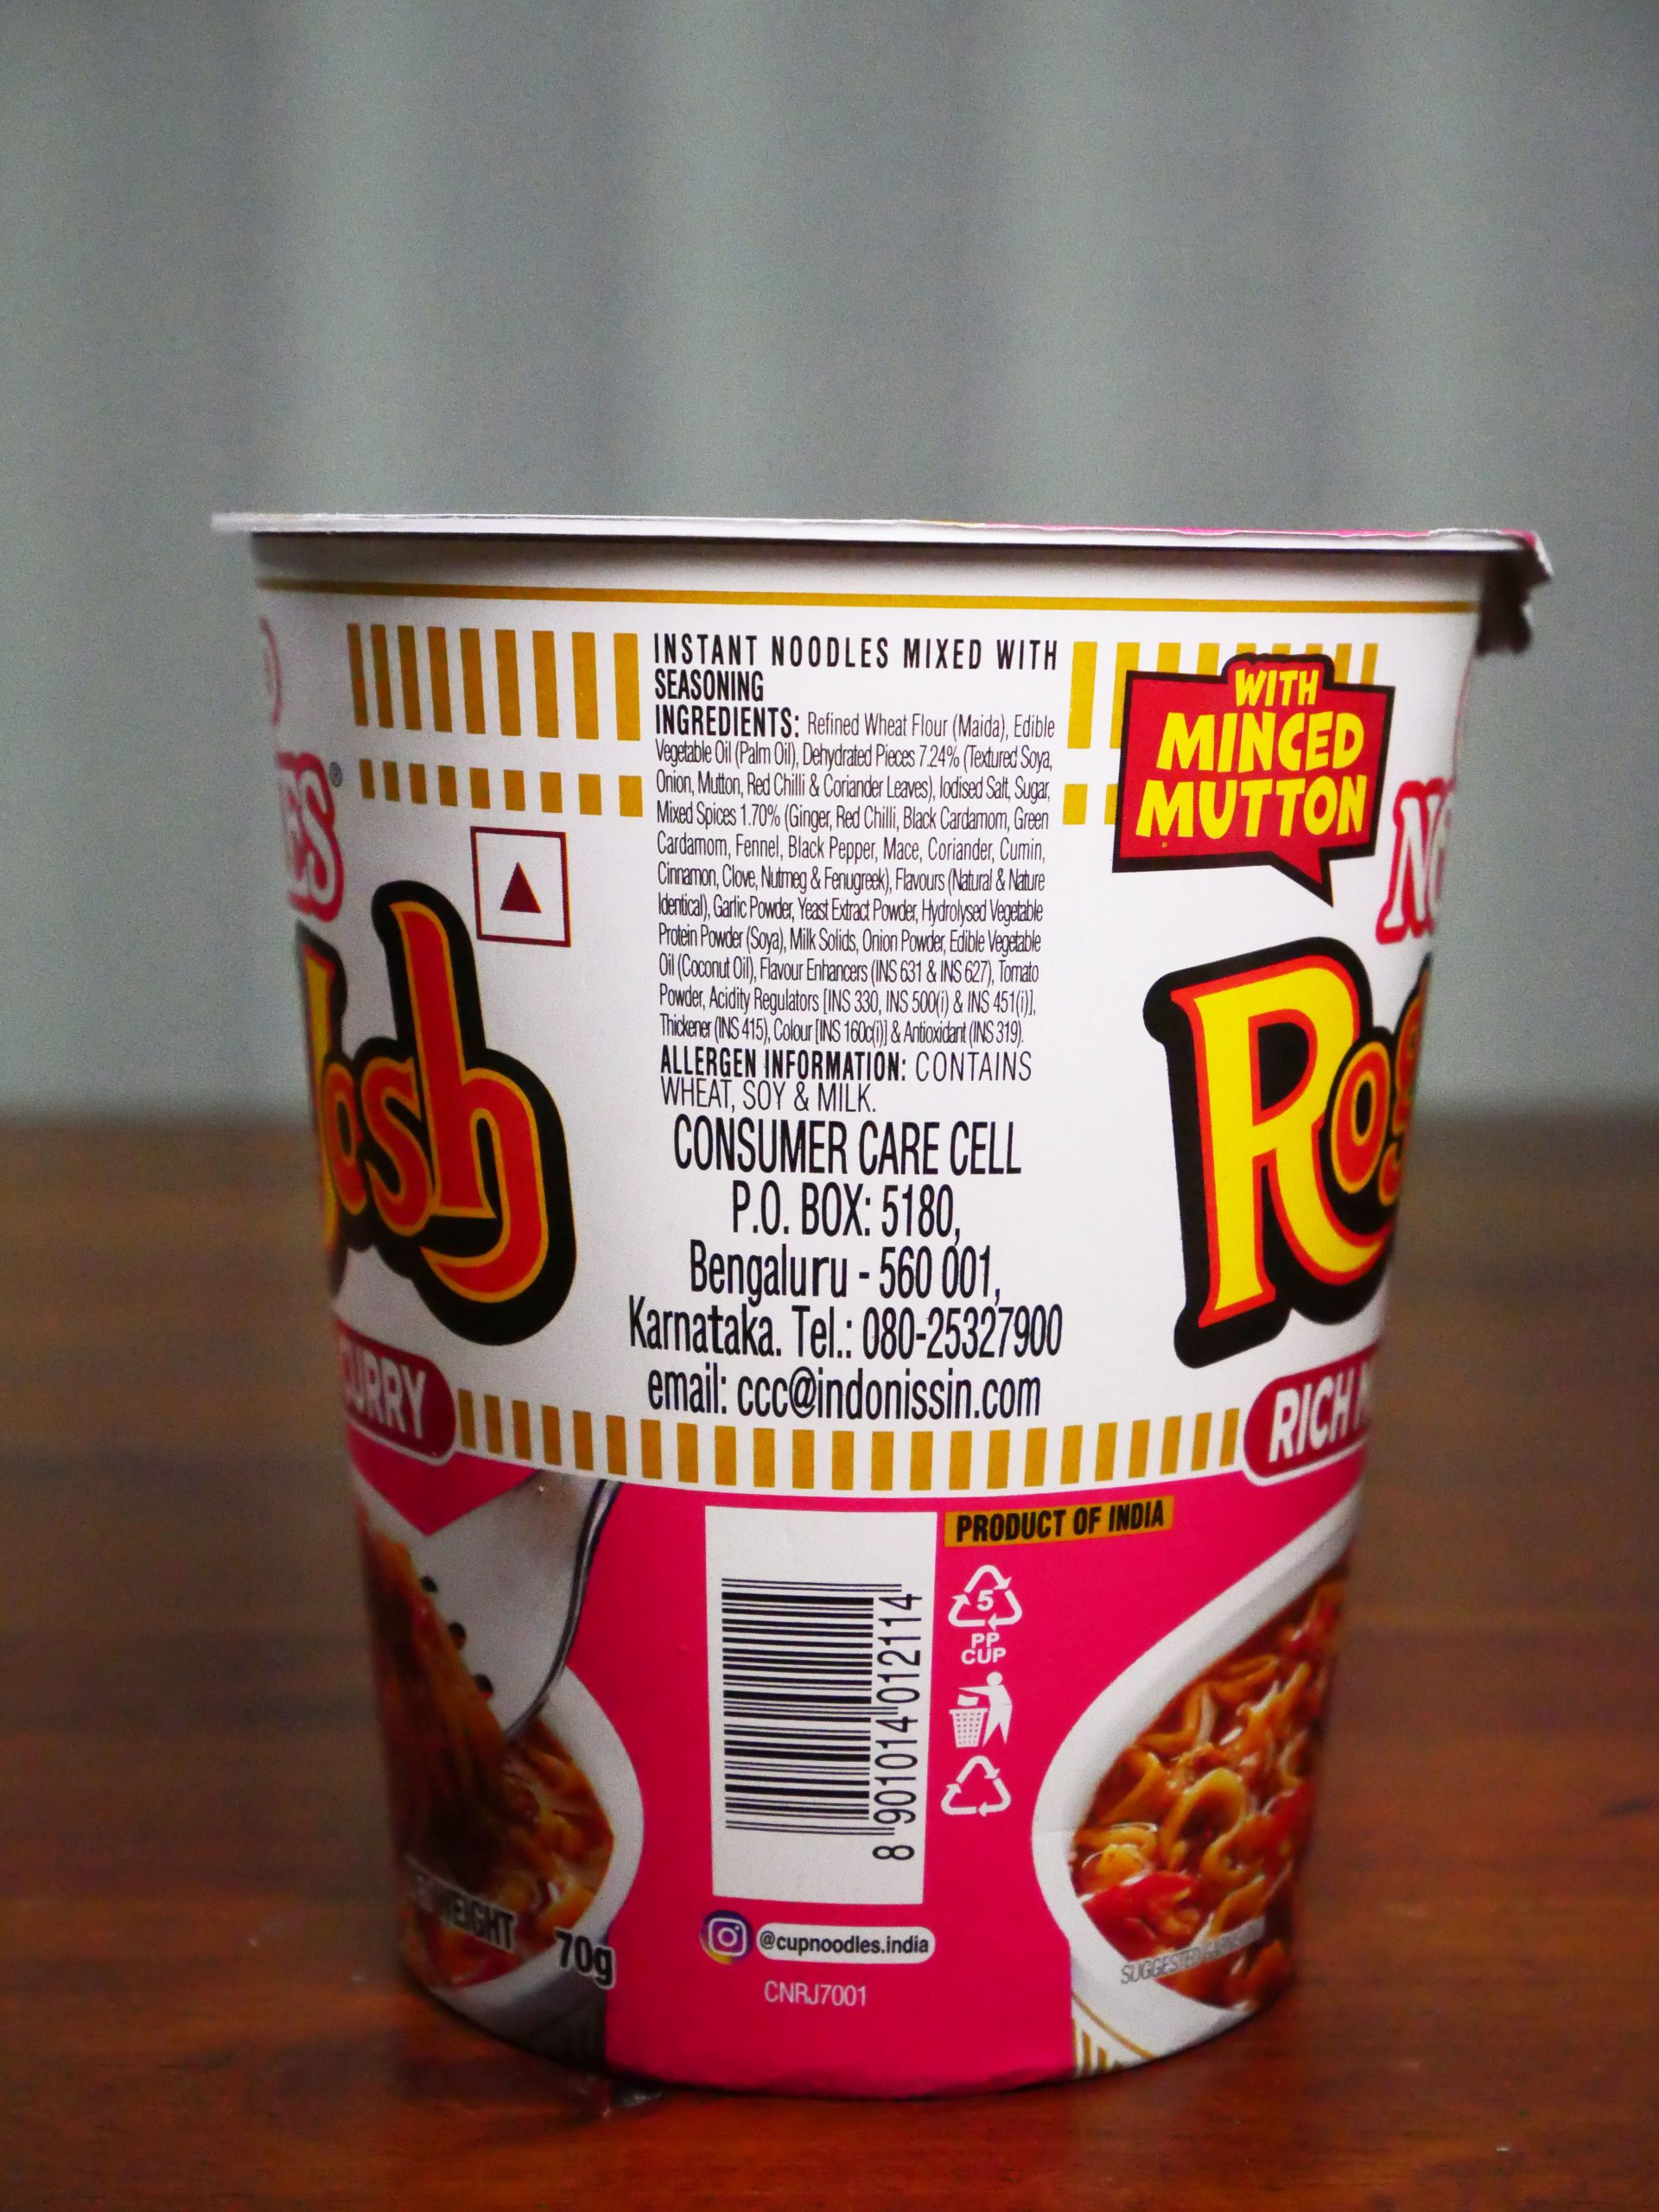 INSTANT NOODLES MIXED WITH
SEASONING
INGREDIENTS: Refined Wheat Flour (Maida), Edible
Vegetable Oil (Palm Oil), Dehydrated Pieces 7.24% (Textured Soya,
Onion, Mutton, Red Chilli & Coriander Leaves), Iodised Salt, Sugar,
Mixed Spices 1.70% (Ginger, Red Chilli, Black Cardamom, Green
Cardamom, Fennel, Black Pepper, Mace, Coriander, Cumin,
Cinnamon, Clove, Nutmeg & Fenugreek), Flavours (Natural & Nature
Identical), Garlic Powder, Yeast Extract Powder, Hydrolysed Vegetable
Protein Powder (Soya), Milk Solids, Onion Powder, Edible Vegetable
Oil (Coconut Oil), Flavour Enhancers (INS 631 & INS 627), Tomato
Powder, Acidity Regulators [INS 330, INS 500(i) & INS 451(i)],
Thickener (INS 415), Colour [INS 160c(i)] & Antioxidant (INS 319).
ALLERGEN INFORMATION: CONTAINS
WHEAT, SOY & MILK.
CONSUMER CARE CELL
P.O. BOX: 5180,
Bengaluru - 560 001,
Karnataka. Tel.: 080-25327900
email: ccc@indonissin.com
WITH
MINCED
MUTTON
Josh
Rog
CURRY
RICH
PRODUCT OF INDIA
5
PP
CUP
8 901014 012114
@cupnoodles.india
CNRJ7001
WEIGHT 70g
SUGGESTED